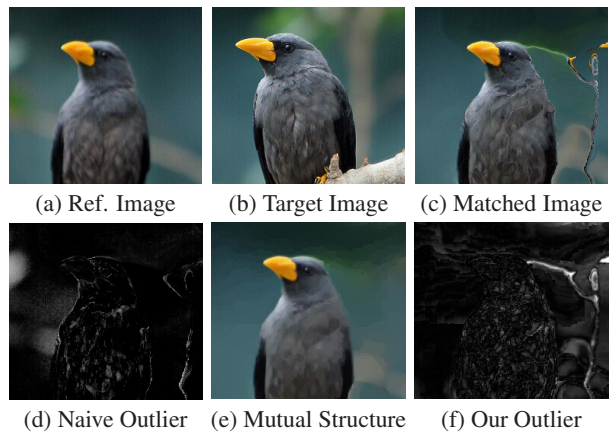 (a) Ref. Image
(b) Target Image
(c) Matched Image
(d) Naive Outlier
(e) Mutual Structure
(f) Our Outlier